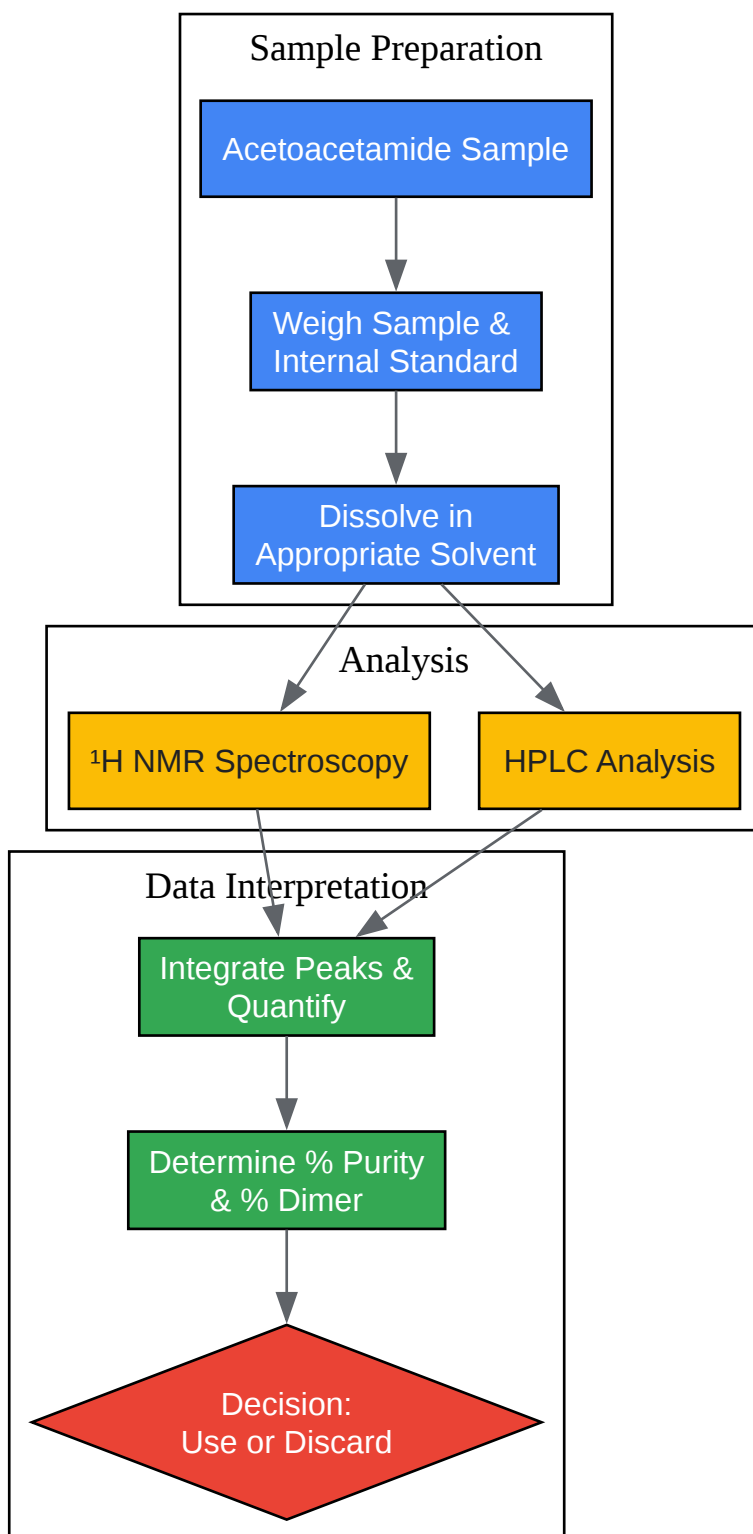 Sample Preparation
Acetoacetamide Sample
Weigh Sample &
Internal Standard
Dissolve in
Appropriate Solvent
Analysis
¹H NMR Spectroscopy
HPLC Analysis
Data Interpretation
Integrate Peaks &
Quantify
Determine % Purity
& % Dimer
Decision:
Use or Discard